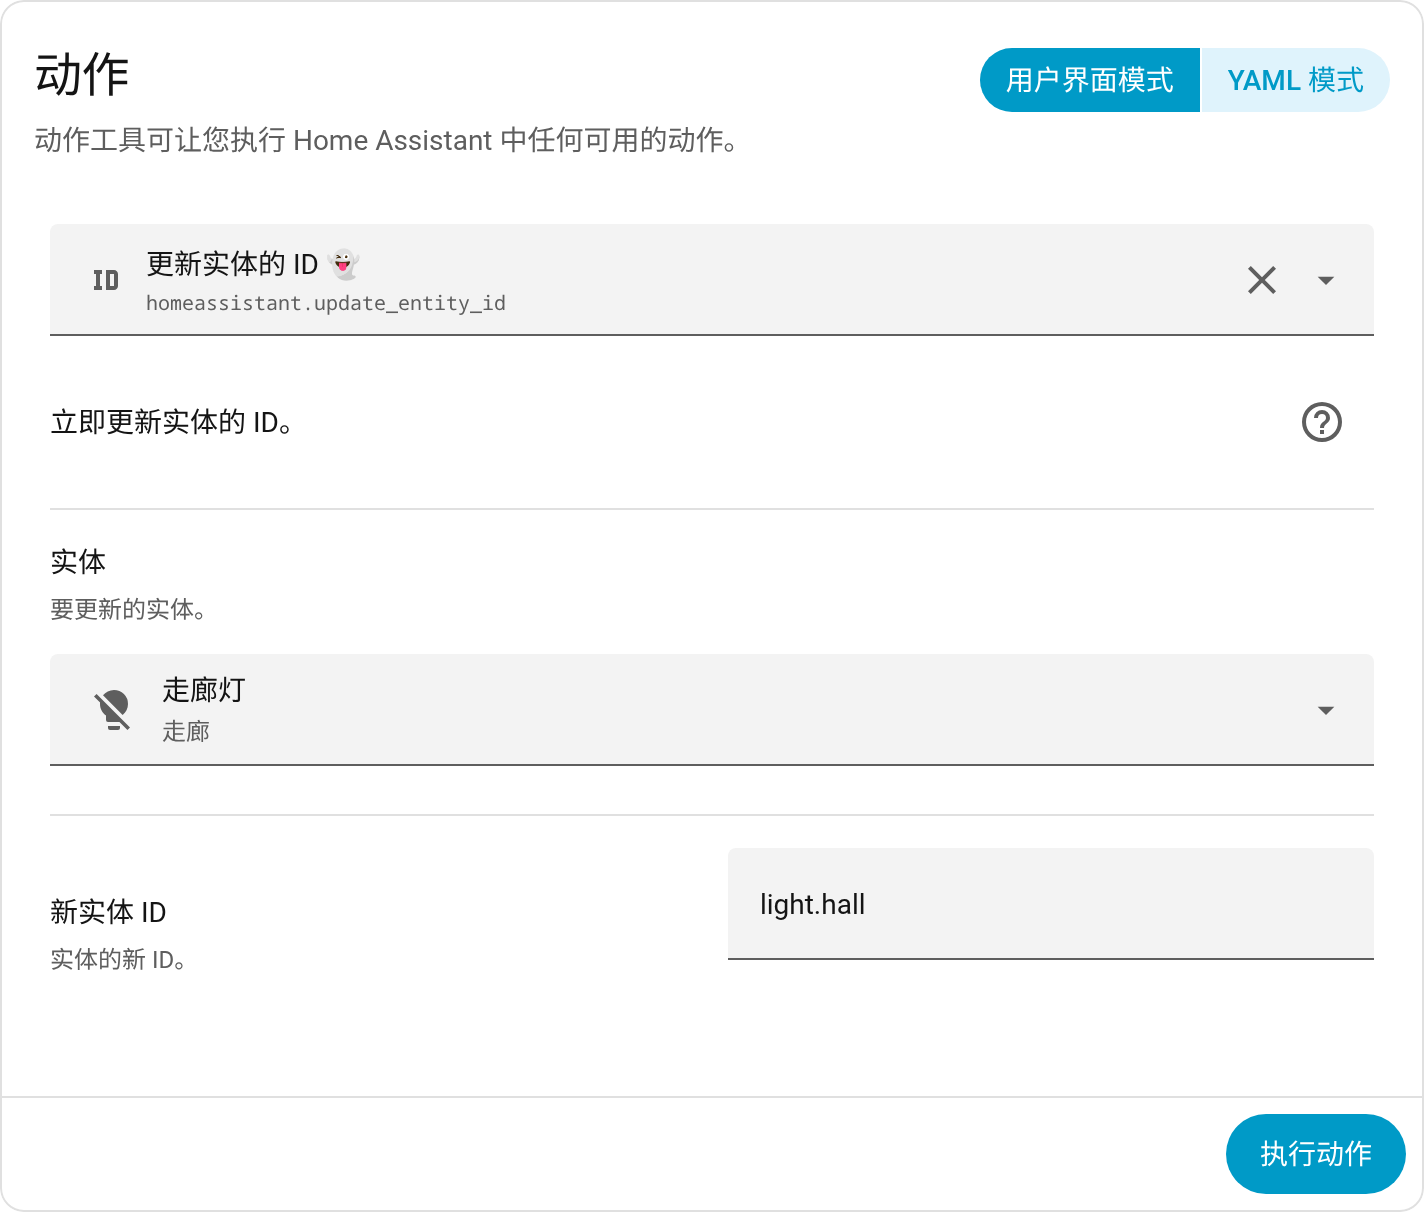 动作
用户界面模式
YAML 模式
动作工具可让您执行 Home Assistant 中任何可用的动作。
ID
更新实体的 ID 👻
homeassistant.update_entity_id
立即更新实体的 ID。
实体
要更新的实体。
走廊灯
走廊
新实体 ID
实体的新 ID。
light.hall
执行动作